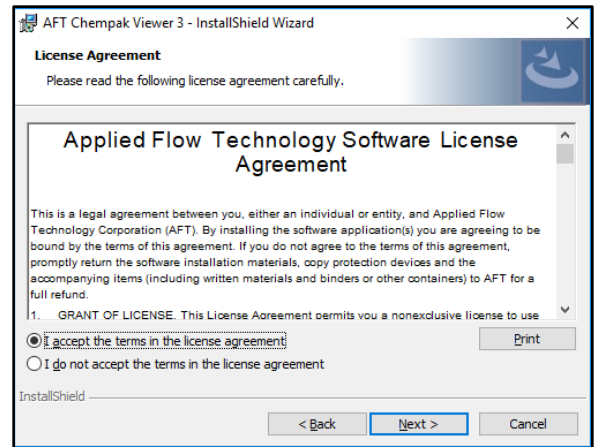 AFT Chempak Viewer 3 - InstallShield Wizard
License Agreement
Please read the following license agreement carefully.
Applied Flow Technology Software License
Agreement
This is a legal agreement between you, either an individual or entity, and Applied Flow
Technology Corporation (AFT). By installing the software application(s) you are agreeing to be
bound by the terms of this agreement. If you do not agree to the terms of this agreement,
promptly return the software installation materials, copy protection devices and the
accompanying items (including written materials and binders or other containers) to AFT for a
full refund.
1. GRANT OF LICENSE. This License Agreement permits you a nonexclusive license to use
I accept the terms in the license agreement
Print
I do not accept the terms in the license agreement
InstallShield
< Back
Next >
Cancel